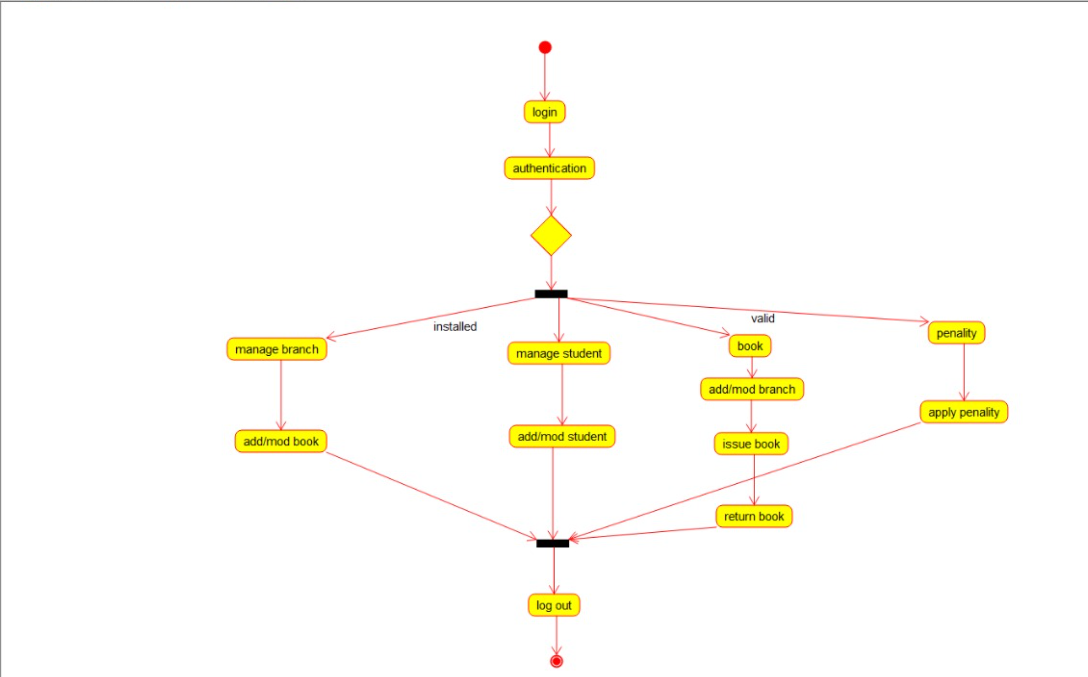 login
authentication
installed
valid
manage branch
manage student
book
penality
add/mod branch
apply penality
add/mod book
add/mod student
issue book
return book
log out